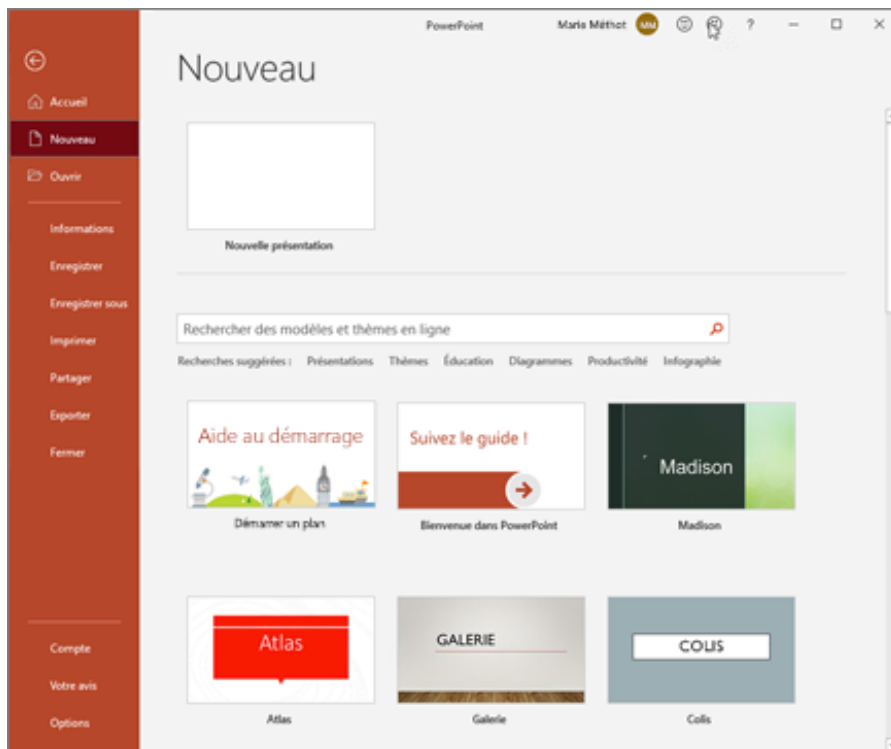 PowerPoint
Marie Méthot MM ?
Nouveau
Accueil
Nouveau
Ouvrir
Informations
Enregistrer
Enregistrer sous
Imprimer
Partager
Exporter
Fermer
Compte
Votre avis
Options
Nouvelle présentation
Rechercher des modèles et thèmes en ligne
Recherches suggérées : Présentations Thèmes Éducation Diagrammes Productivité Infographie
Aide au démarrage
Démarrer un plan
Suivez le guide !
Bienvenue dans PowerPoint
Madison
Madison
Atlas
Atlas
GALERIE
Galerie
COLIS
Colis